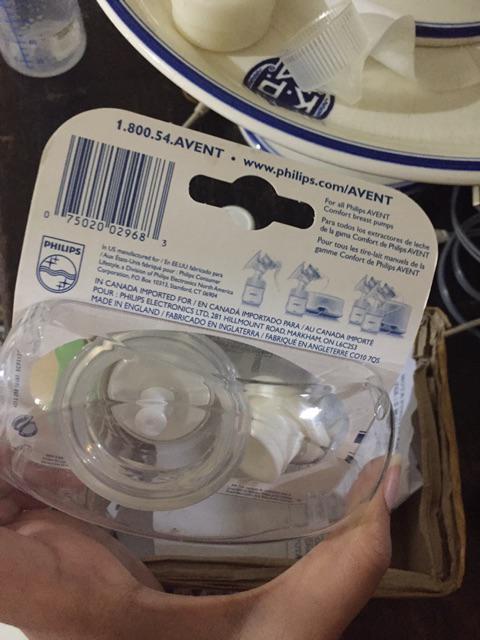 1.800.54.AVENT • www.philips.com/AVENT
0 75020 02968 3
For all Philips AVENT
Comfort breast pumps
Para todos los extractores de leche
de la gama Comfort de Philips AVENT
Pour tous les tire-lait manuels de la
gamme Comfort de Philips AVENT
PHILIPS
In US manufactured for / En EE.UU fabricado para
/ Aux États-Unis fabriqué pour : Philips Consumer
Lifestyle, a Division of Philips Electronics North America
Corporation, P.O. Box 10313, Stamford, CT 06904
IN CANADA IMPORTED FOR / EN CANADÁ IMPORTADO PARA / AU CANADA IMPORTÉ
POUR : PHILIPS ELECTRONICS LTD, 281 HILLMOUNT ROAD, MARKHAM, ON L6C2S3
MADE IN ENGLAND / FABRICADO EN INGLATERRA / FABRIQUÉ EN ANGLETERRE CO10 7QS